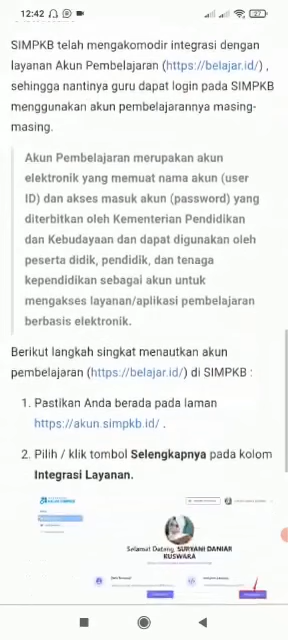 12:42
27
SIMPKB telah mengakomodir integrasi dengan
layanan Akun Pembelajaran (https://belajar.id/) ,
sehingga nantinya guru dapat login pada SIMPKB
menggunakan akun pembelajarannya masing-
masing.
Akun Pembelajaran merupakan akun
elektronik yang memuat nama akun (user
ID) dan akses masuk akun (password) yang
diterbitkan oleh Kementerian Pendidikan
dan Kebudayaan dan dapat digunakan oleh
peserta didik, pendidik, dan tenaga
kependidikan sebagai akun untuk
mengakses layanan/aplikasi pembelajaran
berbasis elektronik.
Berikut langkah singkat menautkan akun
pembelajaran (https://belajar.id/) di SIMPKB :
1. Pastikan Anda berada pada laman
https://akun.simpkb.id/ .
2. Pilih / klik tombol Selengkapnya pada kolom
Integrasi Layanan.
Selamat Datang, SURYANI DANIAR
KUSWARA